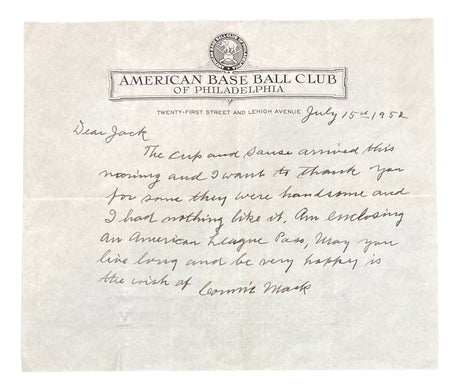 AMERICAN BASE BALL CLUB
OF PHILADELPHIA
TWENTY-FIRST STREET AND LEHIGH AVENUE
July 15th 1952
Dear Jack
The Cup and Sause arrived this
morning and I want to thank you
for some they were handsome and
I had nothing like it. Am enclosing
an American League Pass, May you
live long and be very happy is
the wish of Connie Mack